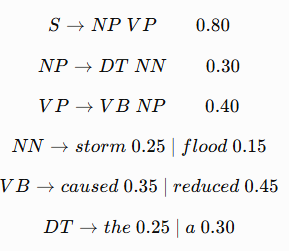 S → NP VP 0.80
NP → DT NN 0.30
VP → VB NP 0.40
NN → storm 0.25 | flood 0.15
VB → caused 0.35 | reduced 0.45
DT → the 0.25 | a 0.30